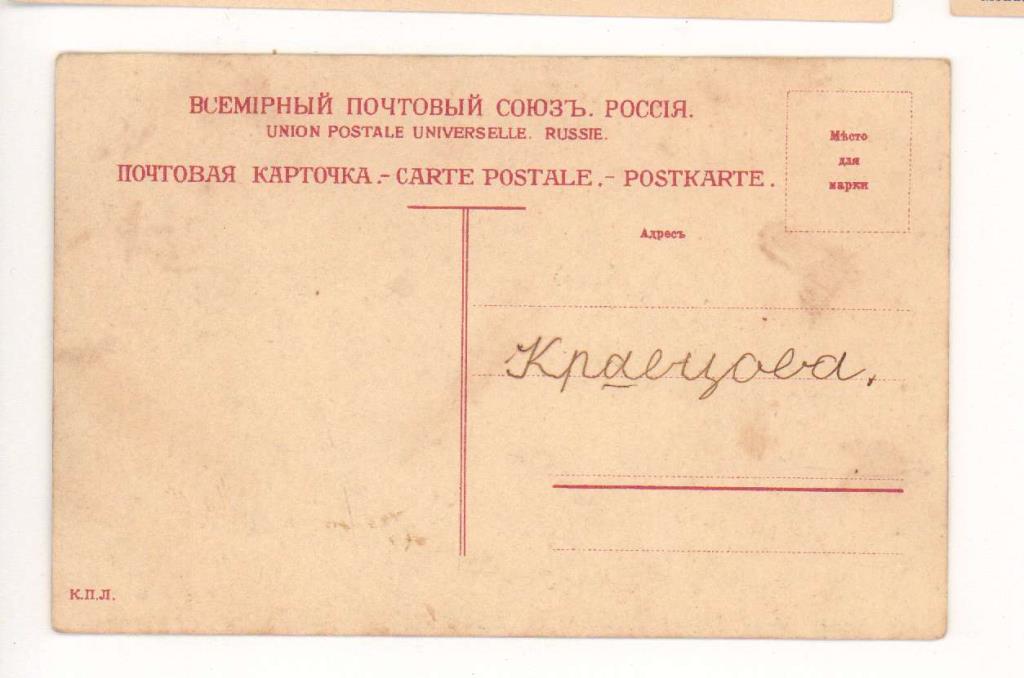 ВСЕМІРНЫЙ ПОЧТОВЫЙ СОЮЗЪ. РОССІЯ.
UNION POSTALE UNIVERSELLE. RUSSIE.
ПОЧТОВАЯ КАРТОЧКА.-CARTE POSTALE.-POSTKARTE.
Мѣсто
для
марки
Адресъ
Кравцова.
К.П.Л.